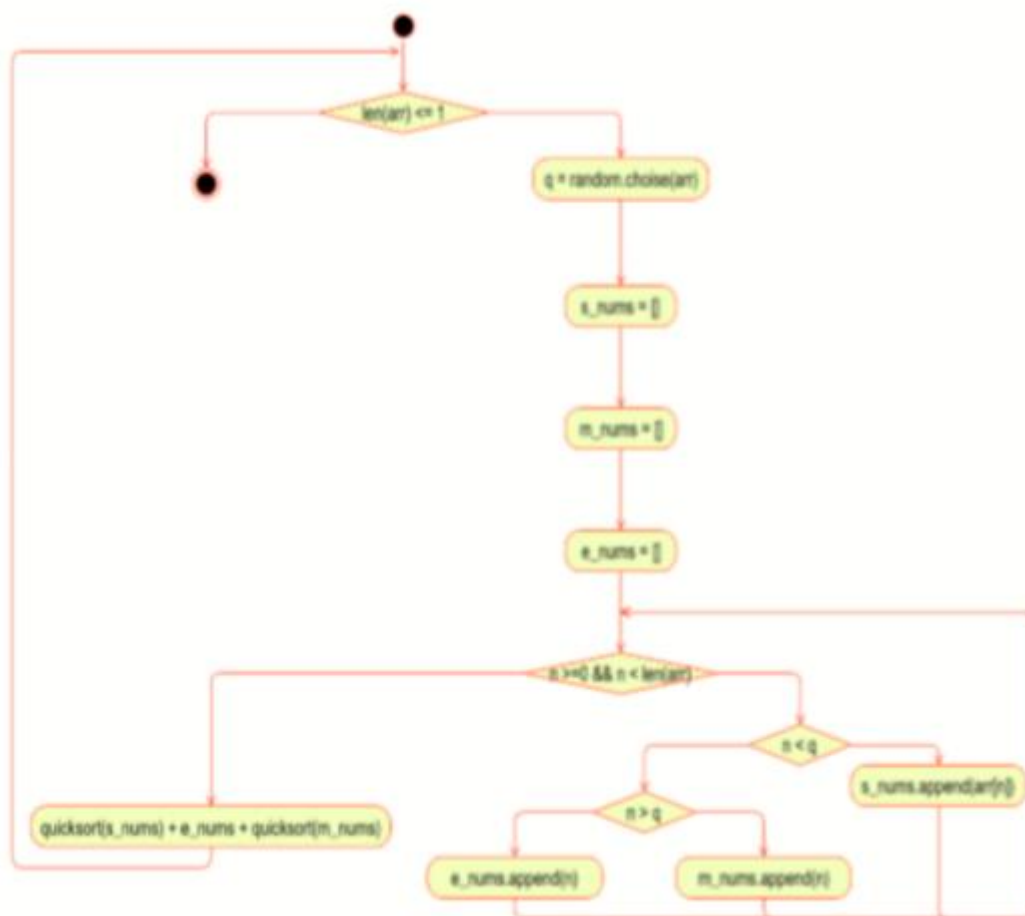 len(arr) <= 1
q = random.choise(arr)
s_nums = []
m_nums = []
e_nums = []
n >=0 && n < len(arr)
n < q
s_nums.append(arr[n])
n > q
quicksort(s_nums) + e_nums + quicksort(m_nums)
e_nums.append(n)
m_nums.append(n)